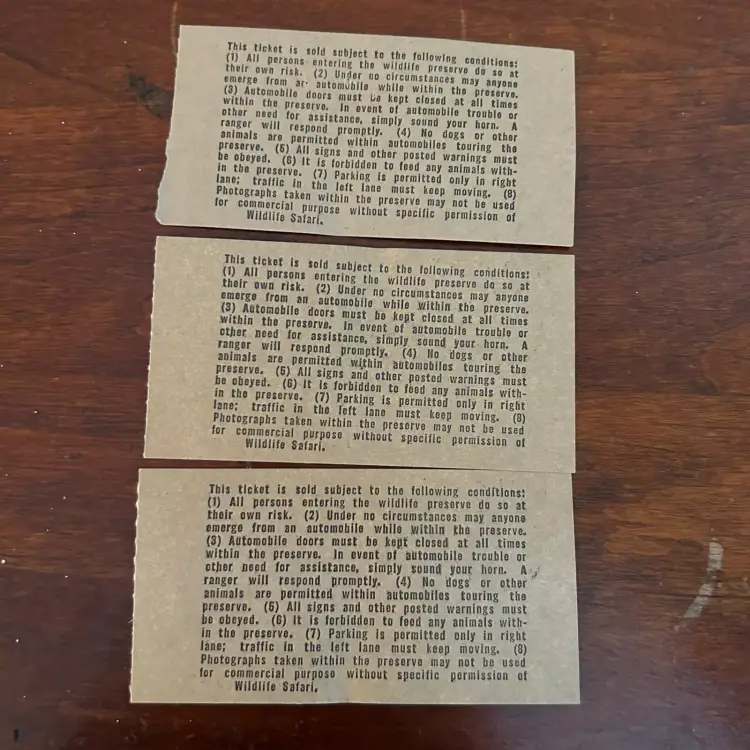 This ticket is sold subject to the following conditions:
(1) All persons entering the wildlife preserve do so at
their own risk. (2) Under no circumstances may anyone
emerge from an automobile while within the preserve.
(3) Automobile doors must be kept closed at all times
within the preserve. In event of automobile trouble or
other need for assistance, simply sound your horn. A
ranger will respond promptly. (4) No dogs or other
animals are permitted within automobiles touring the
preserve. (5) All signs and other posted warnings must
be obeyed. (6) It is forbidden to feed any animals with-
in the preserve. (7) Parking is permitted only in right
lane; traffic in the left lane must keep moving. (8)
Photographs taken within the preserve may not be used
for commercial purpose without specific permission of
Wildlife Safari.
This ticket is sold subject to the following conditions:
(1) All persons entering the wildlife preserve do so at
their own risk. (2) Under no circumstances may anyone
emerge from an automobile while within the preserve.
(3) Automobile doors must be kept closed at all times
within the preserve. In event of automobile trouble or
other need for assistance, simply sound your horn. A
ranger will respond promptly. (4) No dogs or other
animals are permitted within automobiles touring the
preserve. (5) All signs and other posted warnings must
be obeyed. (6) It is forbidden to feed any animals with-
in the preserve. (7) Parking is permitted only in right
lane; traffic in the left lane must keep moving. (8)
Photographs taken within the preserve may not be used
for commercial purpose without specific permission of
Wildlife Safari.
This ticket is sold subject to the following conditions:
(1) All persons entering the wildlife preserve do so at
their own risk. (2) Under no circumstances may anyone
emerge from an automobile while within the preserve.
(3) Automobile doors must be kept closed at all times
within the preserve. In event of automobile trouble or
other need for assistance, simply sound your horn. A
ranger will respond promptly. (4) No dogs or other
animals are permitted within automobiles touring the
preserve. (5) All signs and other posted warnings must
be obeyed. (6) It is forbidden to feed any animals with-
in the preserve. (7) Parking is permitted only in right
lane; traffic in the left lane must keep moving. (8)
Photographs taken within the preserve may not be used
for commercial purpose without specific permission of
Wildlife Safari.